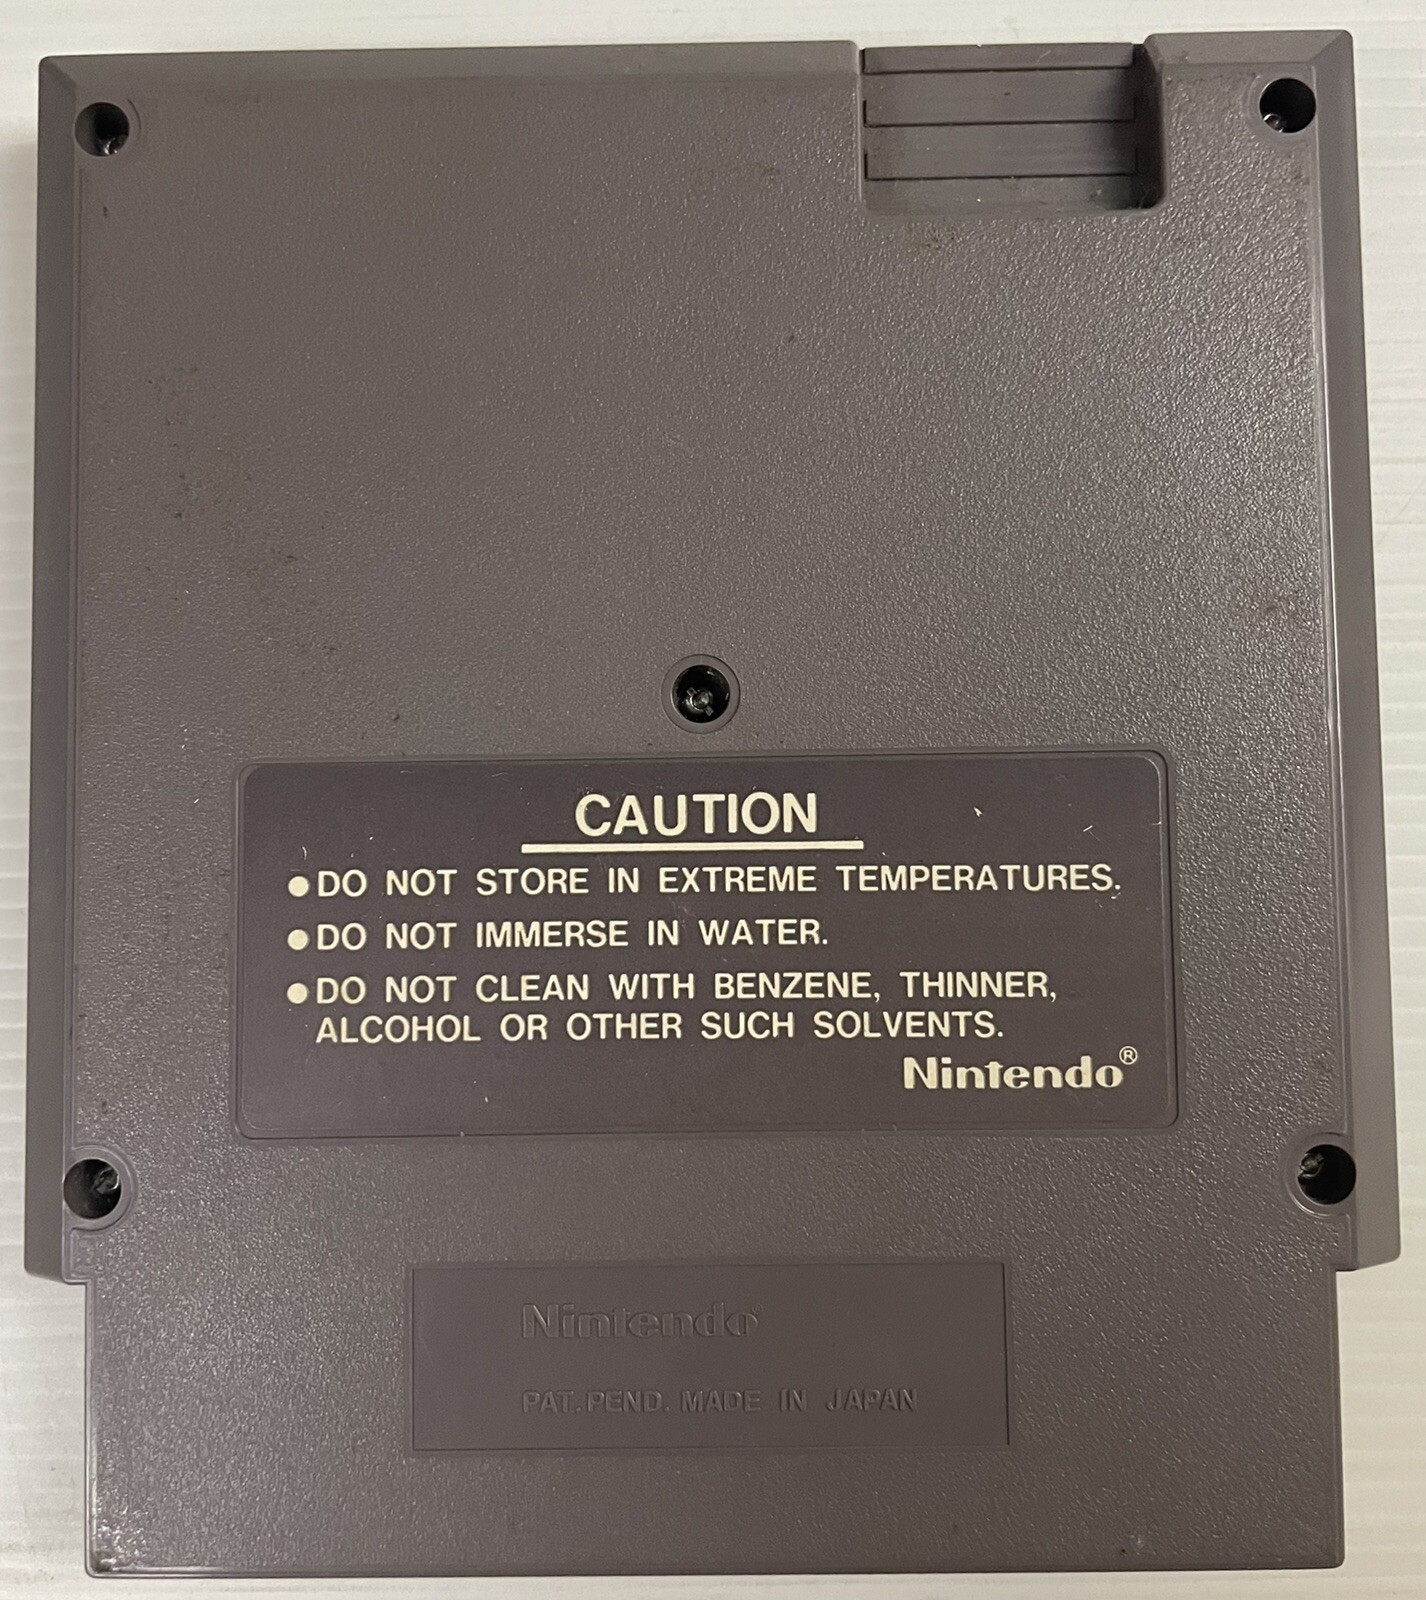 CAUTION
●DO NOT STORE IN EXTREME TEMPERATURES.
●DO NOT IMMERSE IN WATER.
●DO NOT CLEAN WITH BENZENE, THINNER,
ALCOHOL OR OTHER SUCH SOLVENTS.
Nintendo®
Nintendo®
PAT. PEND. MADE IN JAPAN